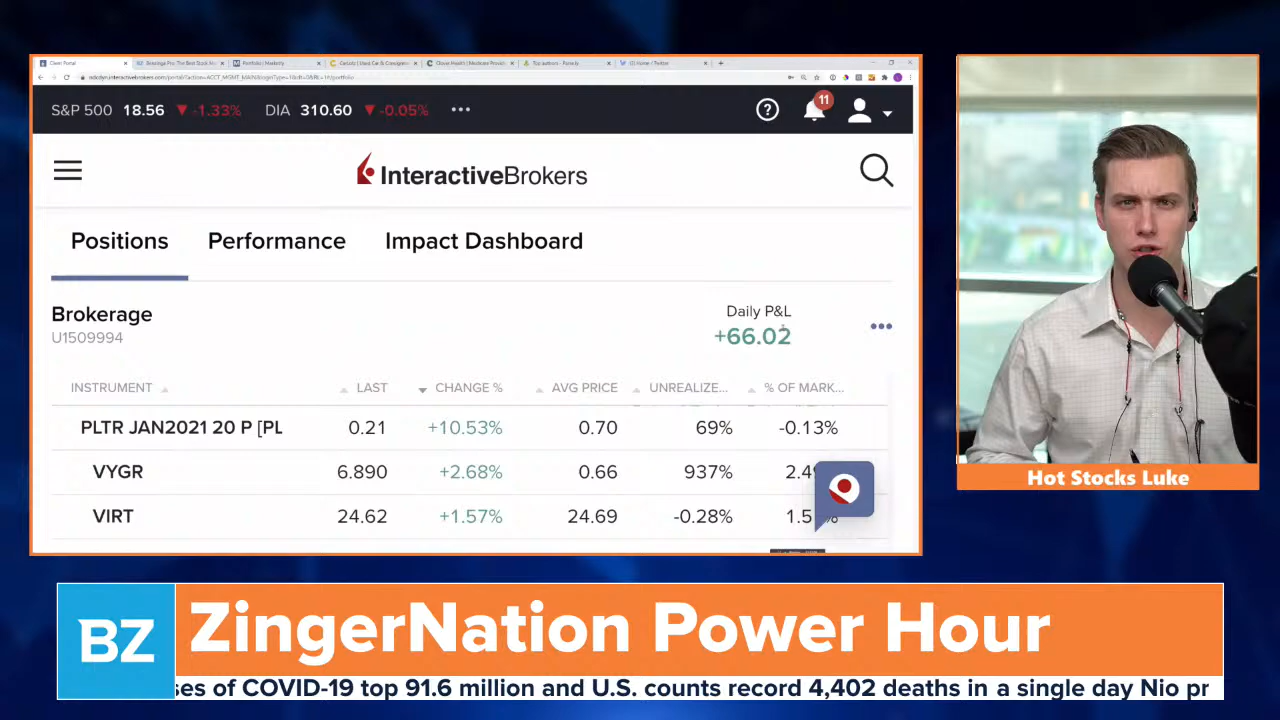 S&P 500 18.56 ▼ -1.33% DIA 310.60 ▼ -0.05% •••
11
InteractiveBrokers
Positions Performance Impact Dashboard
Brokerage
U1509994
Daily P&L
+66.02
INSTRUMENT LAST CHANGE % AVG PRICE UNREALIZE... % OF MARK...
PLTR JAN2021 20 P [PL 0.21 +10.53% 0.70 69% -0.13%
VYGR 6.890 +2.68% 0.66 937% 2.4
VIRT 24.62 +1.57% 24.69 -0.28% 1.5 %
Hot Stocks Luke
BZ
ZingerNation Power Hour
ses of COVID-19 top 91.6 million and U.S. counts record 4,402 deaths in a single day Nio pr